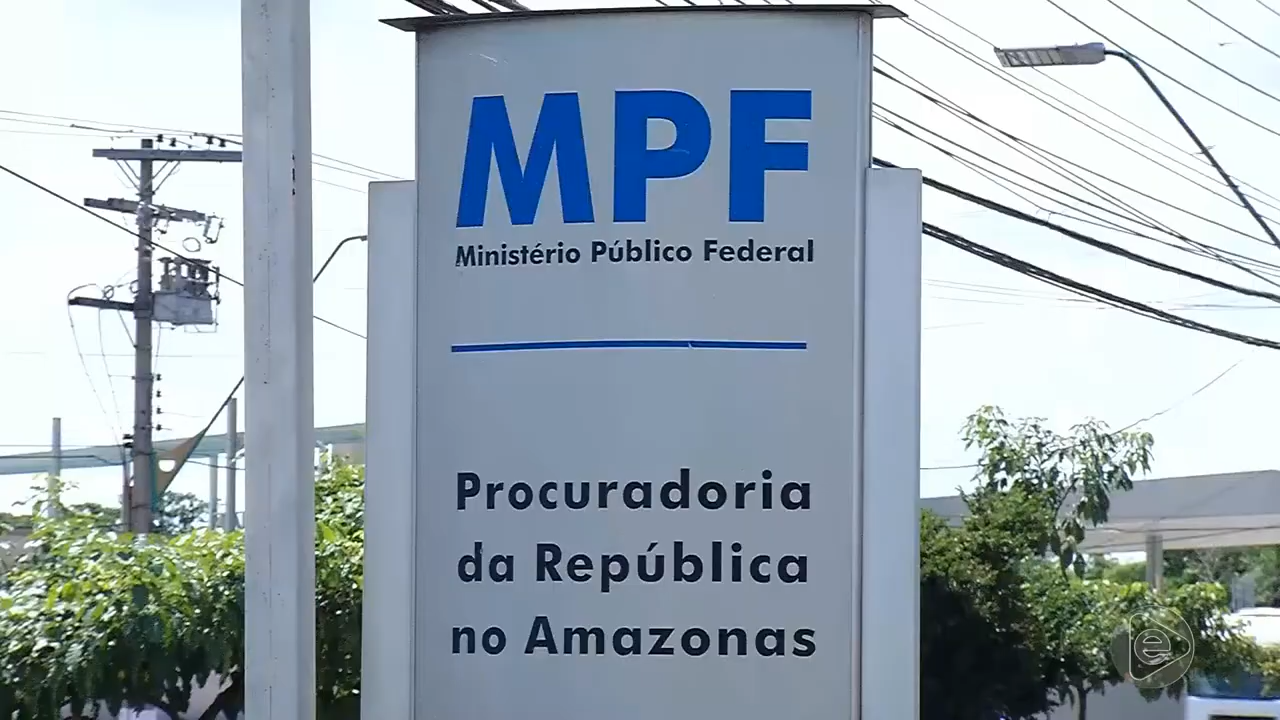 MPF
Ministério Público Federal
Procuradoria
da República
no Amazonas
e